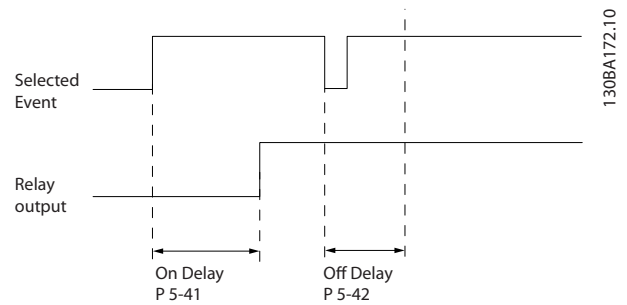 Selected
Event
Relay
output
On Delay
P 5-41
Off Delay
P 5-42
130BA172.10